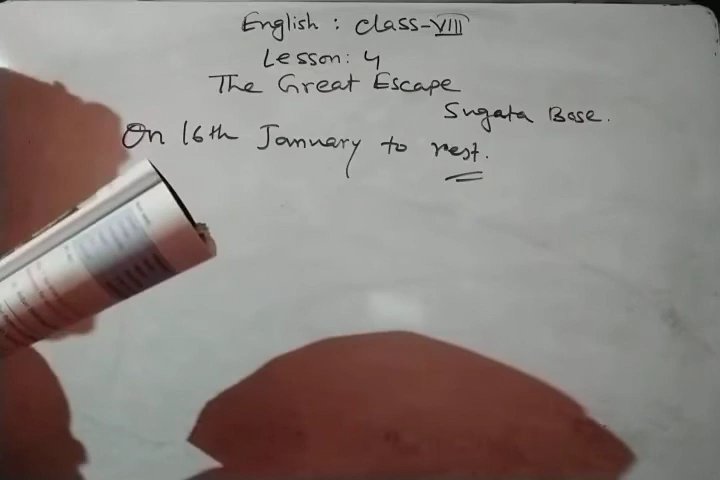 English : class-VIII
Lesson: 4
The Great Escape
Sugata Bose.
On 16th January to rest.